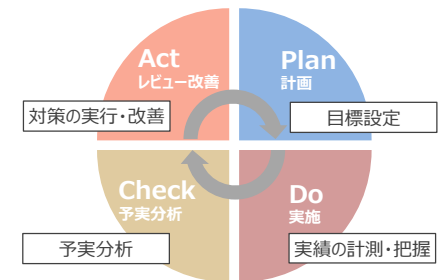 Act
レビュー改善
Plan
計画
対策の実行・改善
目標設定
Check
予実分析
Do
実施
予実分析
実績の計測・把握